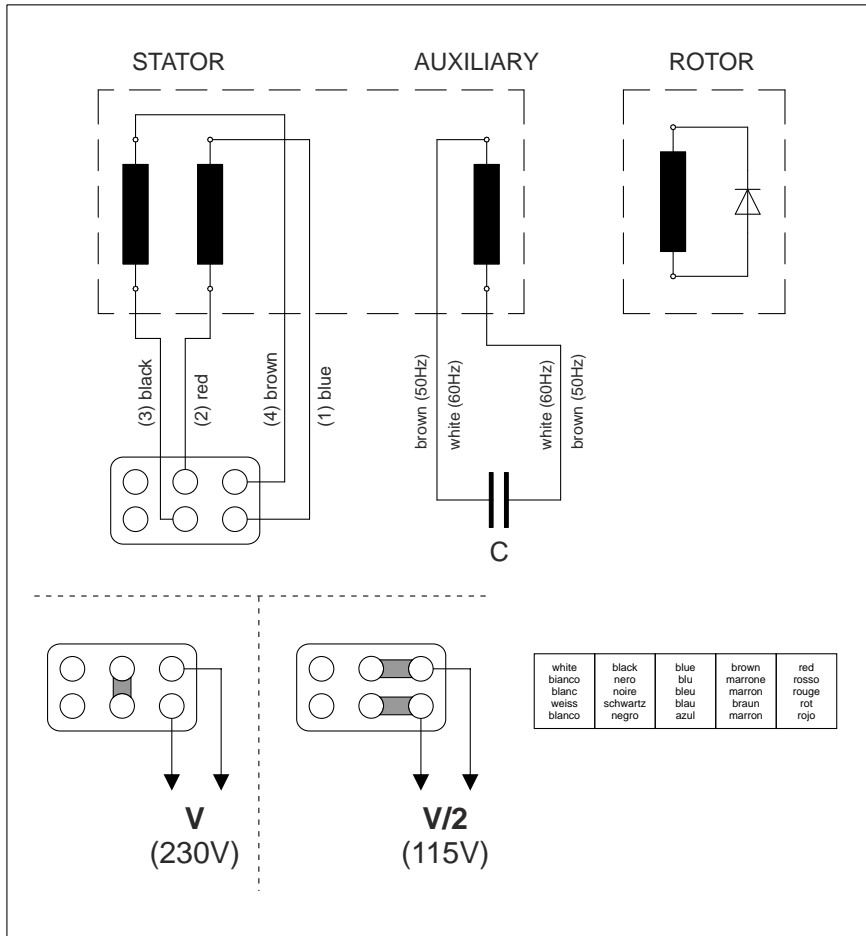 STATOR
AUXILIARY
ROTOR
(3) black
(2) red
(4) brown
(1) blue
brown (50Hz)
white (60Hz)
white (60Hz)
brown (50Hz)
C
V
(230V)
V/2
(115V)
white black blue brown red
bianco nero blu marrone rosso
blanc noire bleu marron rouge
weiss schwartz blau braun rot
blanco negro azul marron rojo